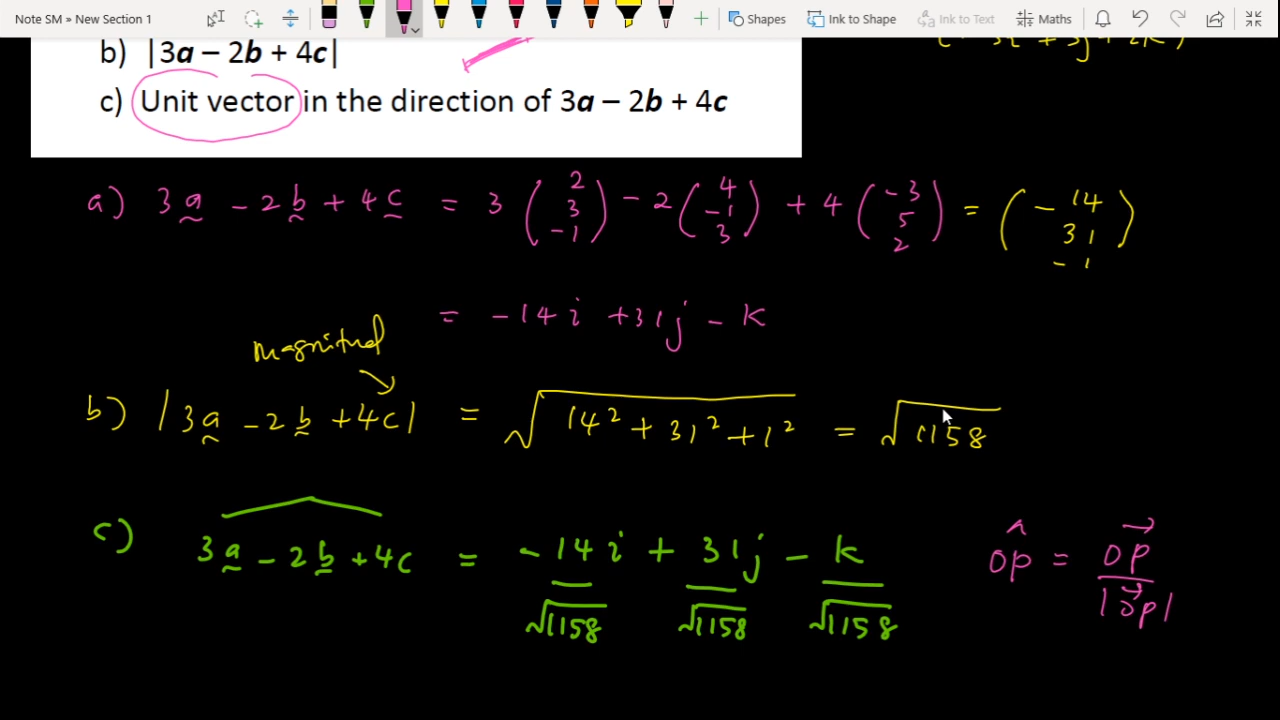 Note SM » New Section 1
Shapes Ink to Shape Ink to Text Maths
b) |3a – 2b + 4c|
c) Unit vector in the direction of 3a – 2b + 4c
a) 3a - 2b + 4c = 3 (2 3 -1) - 2 (4 -1 3) + 4 (-3 5 2) = (-14 31 -1)
= -14i + 31j - k
magnitud
b) |3a - 2b + 4c| = √14² + 31² + 1² = √1158
c) 3a - 2b + 4c = -14i/√1158 + 31j/√1158 - k/√1158
^OP = OP/|OP|